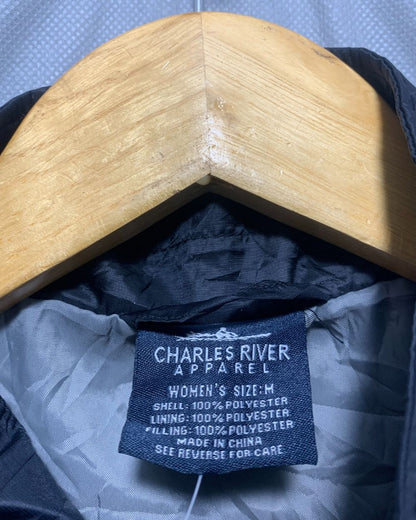 CHARLES RIVER
APPAREL
WOMEN'S SIZE: M
SHELL: 100% POLYESTER
LINING: 100% POLYESTER
FILLING: 100% POLYESTER
MADE IN CHINA
SEE REVERSE FOR CARE